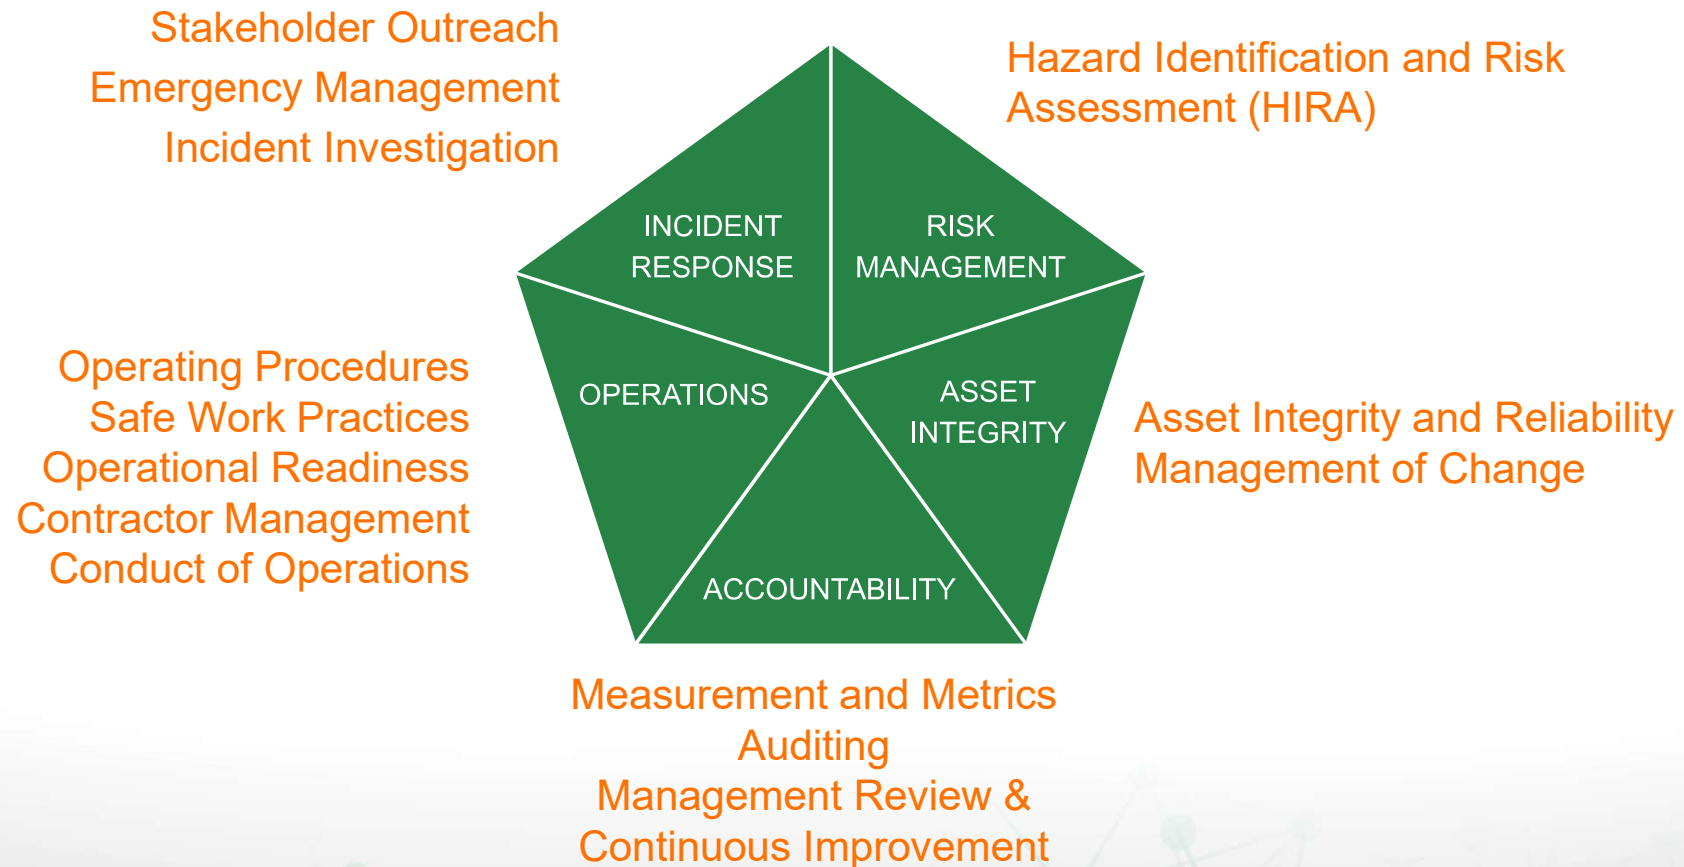 Stakeholder Outreach
Emergency Management
Incident Investigation
Hazard Identification and Risk
Assessment (HIRA)
INCIDENT
RESPONSE
RISK
MANAGEMENT
Operating Procedures
Safe Work Practices
Operational Readiness
Contractor Management
Conduct of Operations
OPERATIONS
ASSET
INTEGRITY
Asset Integrity and Reliability
Management of Change
ACCOUNTABILITY
Measurement and Metrics
Auditing
Management Review &
Continuous Improvement